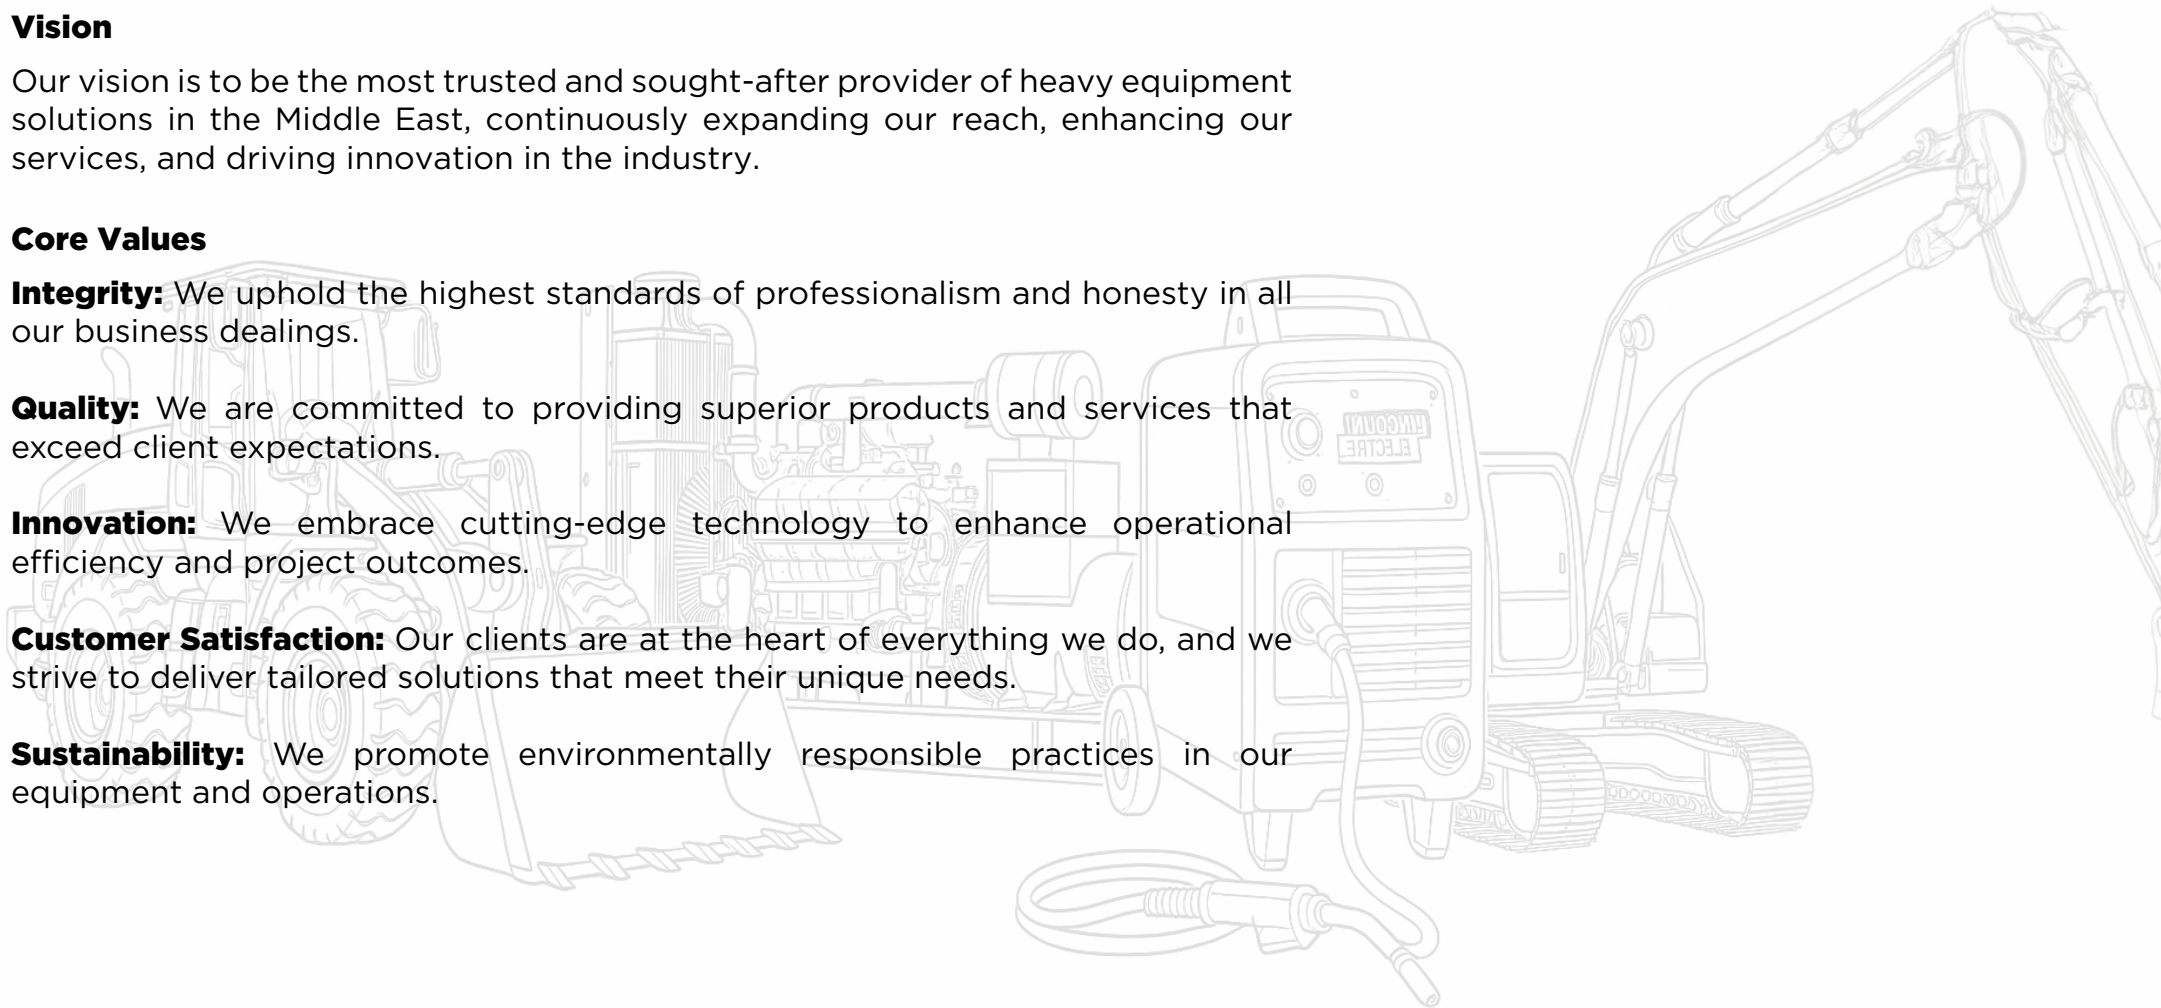 Vision
Our vision is to be the most trusted and sought-after provider of heavy equipment
solutions in the Middle East, continuously expanding our reach, enhancing our
services, and driving innovation in the industry.
Core Values
Integrity: We uphold the highest standards of professionalism and honesty in all
our business dealings.
Quality: We are committed to providing superior products and services that
exceed client expectations.
Innovation: We embrace cutting-edge technology to enhance operational
efficiency and project outcomes.
Customer Satisfaction: Our clients are at the heart of everything we do, and we
strive to deliver tailored solutions that meet their unique needs.
Sustainability: We promote environmentally responsible practices in our
equipment and operations.